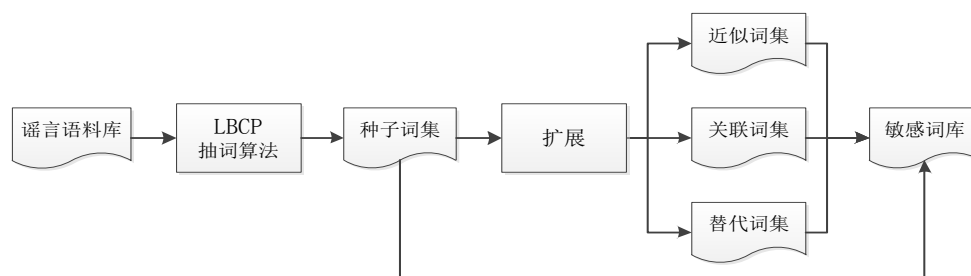 近似词集
谣言语料库
LBCP
抽词算法
种子词集
扩展
关联词集
敏感词库
替代词集